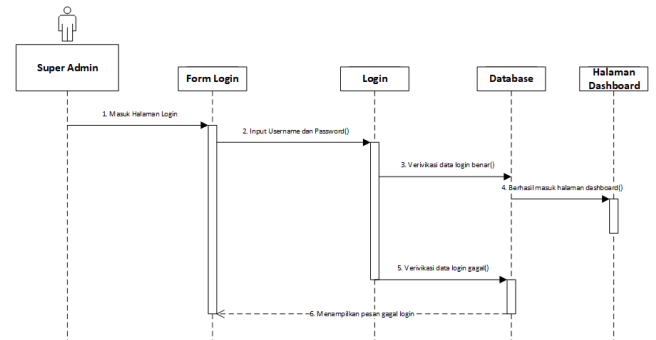 Super Admin
Form Login
Login
Database
Halaman
Dashboard
1. Masuk Halaman Login
2. Input Username dan Password()
3. Verivikasi data login benar()
4. Berhasil masuk halaman dashboard()
5. Verivikasi data login gagal()
6. Menampilkan pesan gagal login